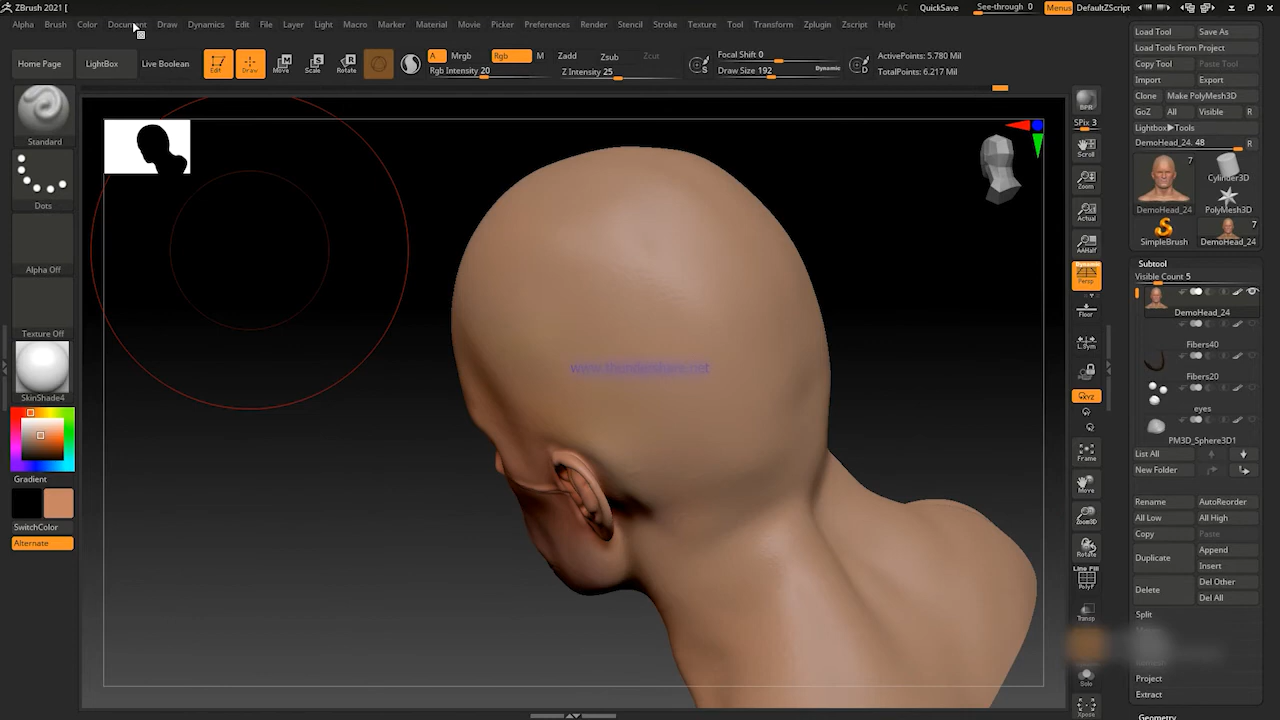 ZBrush 2021 [
AC QuickSave See-through 0 Menus DefaultZScript
Alpha Brush Color Document Draw Dynamics Edit File Layer Light Macro Marker Material Movie Picker Preferences Render Stencil Stroke Texture Tool Transform Zplugin Zscript Help
Home Page LightBox Live Boolean Edit Draw Move Scale Rotate
A Mrgb Rgb M Zadd Zsub Zcut
Rgb Intensity 20 Z Intensity 25
Focal Shift 0
Draw Size 192 Dynamic
S D
ActivePoints: 5.780 Mil
TotalPoints: 6.217 Mil
Standard
Dots
Alpha Off
Texture Off
SkinShade4
Gradient
SwitchColor
Alternate
BPR
SPix 3
Scroll
Zoom
Actual
AAHalf
Dynamic
Persp
Floor
L.Sym
XYZ
Frame
Move
Zoom3D
Rotate
Line Fill
PolyF
Transp
Solo
Xpose
Load Tool Save As
Load Tools From Project
Copy Tool Paste Tool
Import Export
Clone Make PolyMesh3D
GoZ All Visible R
Lightbox▶Tools
DemoHead_24. 48 R
7
DemoHead_24
Cylinder3D
PolyMesh3D
SimpleBrush
7
DemoHead_24
Subtool
Visible Count 5
DemoHead_24
Fibers40
Fibers20
eyes
PM3D_Sphere3D1
List All
New Folder
Rename AutoReorder
All Low All High
Copy Paste
Duplicate Append
Insert
Delete Del Other
Del All
Split
Project
Extract
Geometry